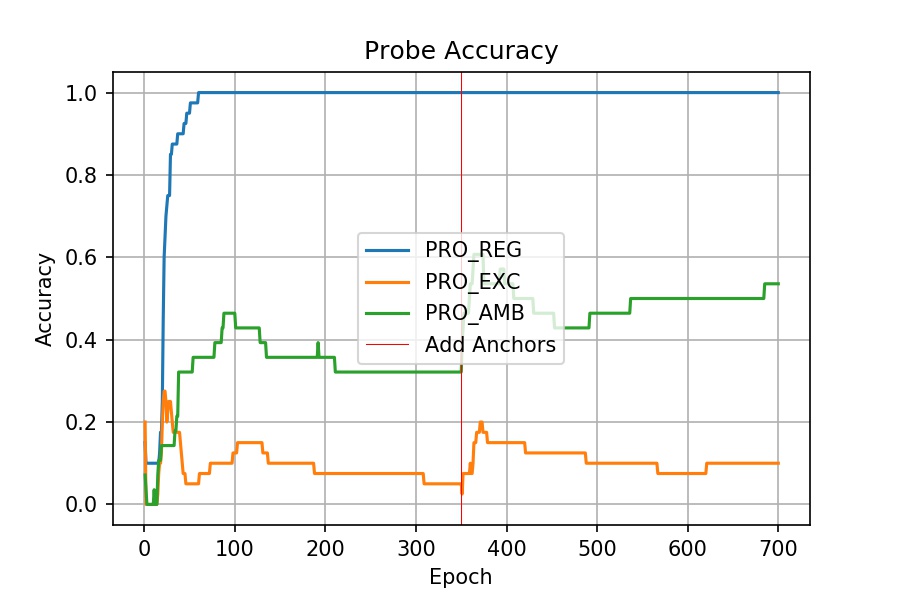 Probe Accuracy
Accuracy
1.0
0.8
0.6
0.4
0.2
0.0
PRO_REG
PRO_EXC
PRO_AMB
Add Anchors
0 100 200 300 400 500 600 700
Epoch